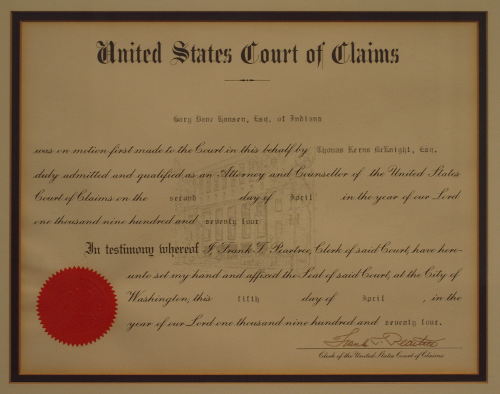 United States Court of Claims
Gary Gene Hansen, Esq. of Indiana
was on motion first made to the Court in this behalf by Thomas Kerns McKnight, Esq.
duly admitted and qualified as an Attorney and Counsellor of the United States
Court of Claims on the second day of April in the year of our Lord
one thousand nine hundred and seventy four
In testimony whereof I, Frank T. Peartree, Clerk of said Court, have here-
unto set my hand and affixed the Seal of said Court, at the City of
Washington, this fifth day of April , in the
year of our Lord one thousand nine hundred and seventy four.
Frank T. Peartree
Clerk of the United States Court of Claims